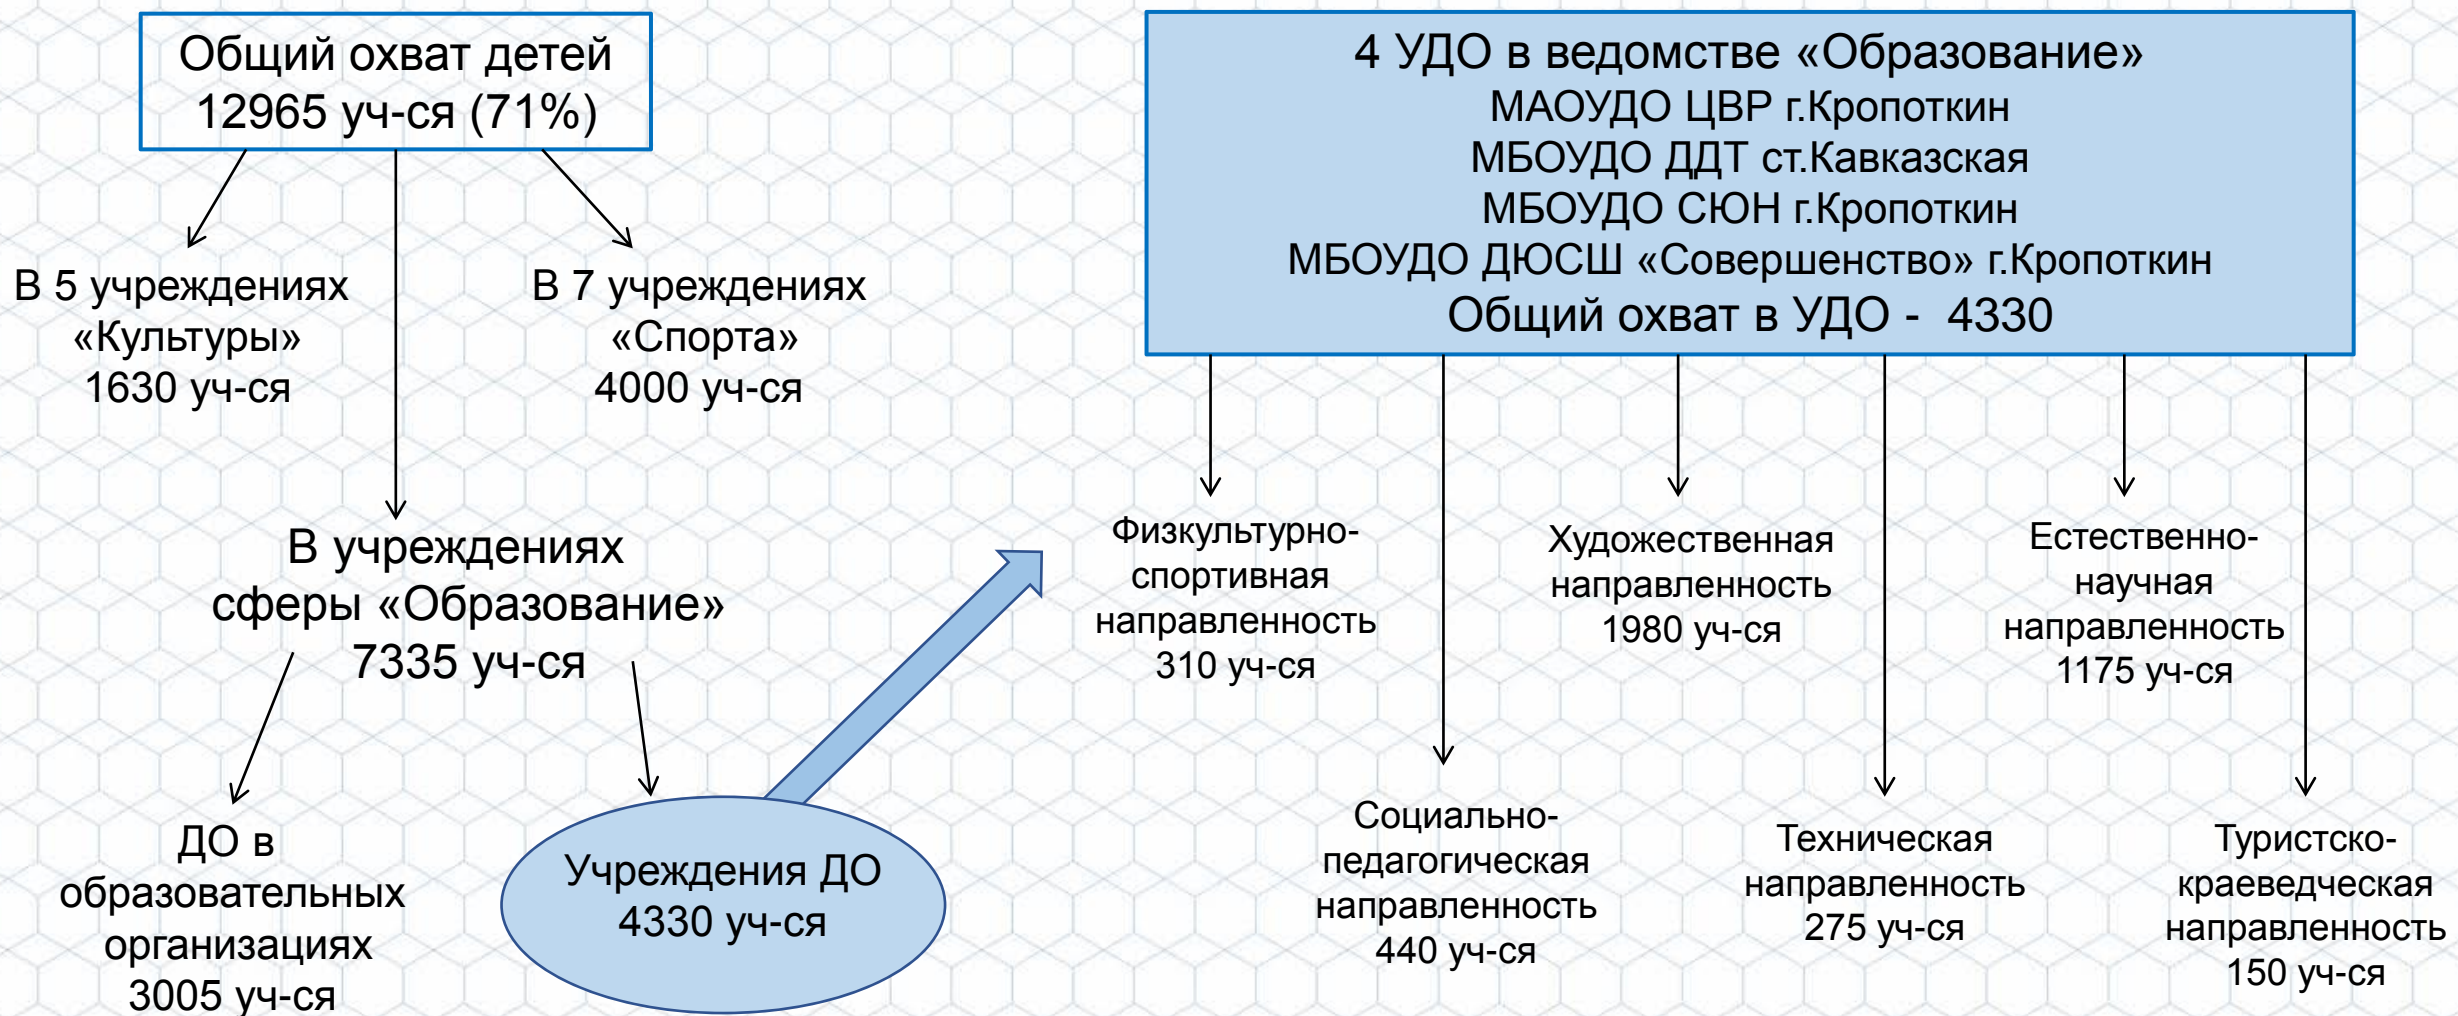 Общий охват детей
12965 уч-ся (71%)
В 5 учреждениях
«Культуры»
1630 уч-ся
В 7 учреждениях
«Спорта»
4000 уч-ся
В учреждениях
сферы «Образование»
7335 уч-ся
ДО в
образовательных
организациях
3005 уч-ся
Учреждения ДО
4330 уч-ся
4 УДО в ведомстве «Образование»
МАОУДО ЦВР г.Кропоткин
МБОУДО ДДТ ст.Кавказская
МБОУДО СЮН г.Кропоткин
МБОУДО ДЮСШ «Совершенство» г.Кропоткин
Общий охват в УДО - 4330
Физкультурно-
спортивная
направленность
310 уч-ся
Социально-
педагогическая
направленность
440 уч-ся
Художественная
направленность
1980 уч-ся
Техническая
направленность
275 уч-ся
Естественно-
научная
направленность
1175 уч-ся
Туристско-
краеведческая
направленность
150 уч-ся